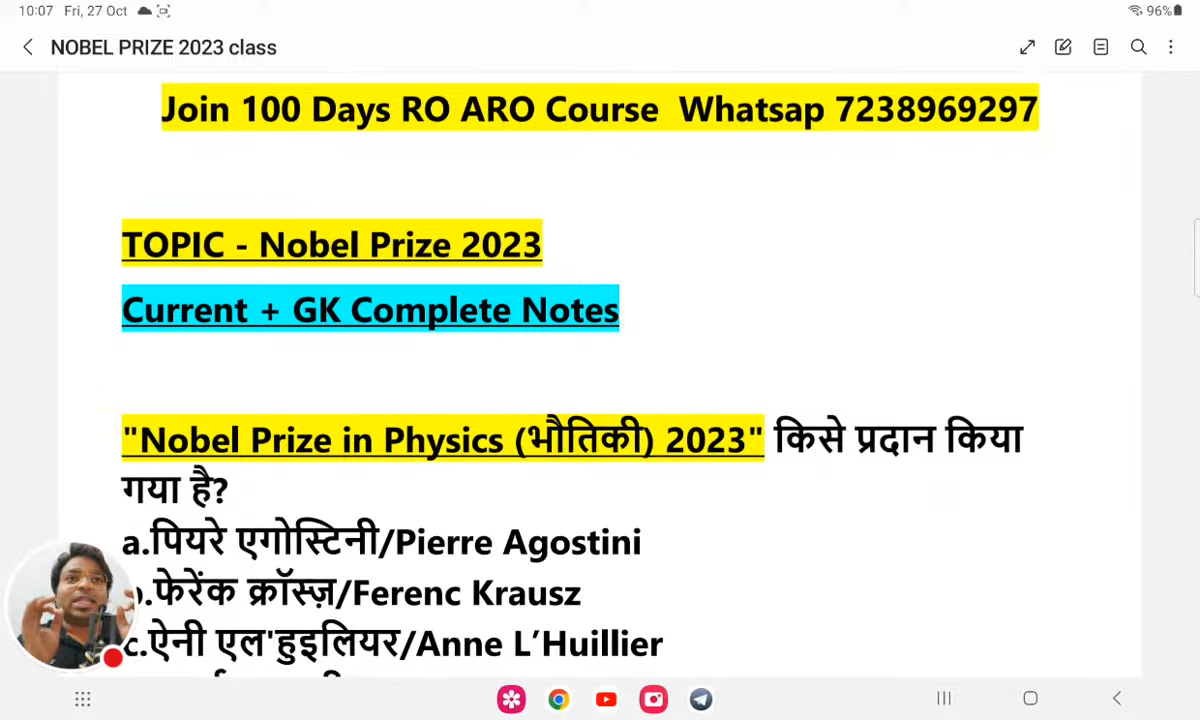 10:07 Fri, 27 Oct 96%
NOBEL PRIZE 2023 class
Join 100 Days RO ARO Course Whatsap 7238969297
TOPIC - Nobel Prize 2023
Current + GK Complete Notes
"Nobel Prize in Physics (भौतिकी) 2023" किसे प्रदान किया
गया है?
a.पियरे एगोस्टिनी/Pierre Agostini
.फेरेंक क्रॉस्ज़/Ferenc Krausz
c.ऐनी एल'हुइलियर/Anne L’Huillier